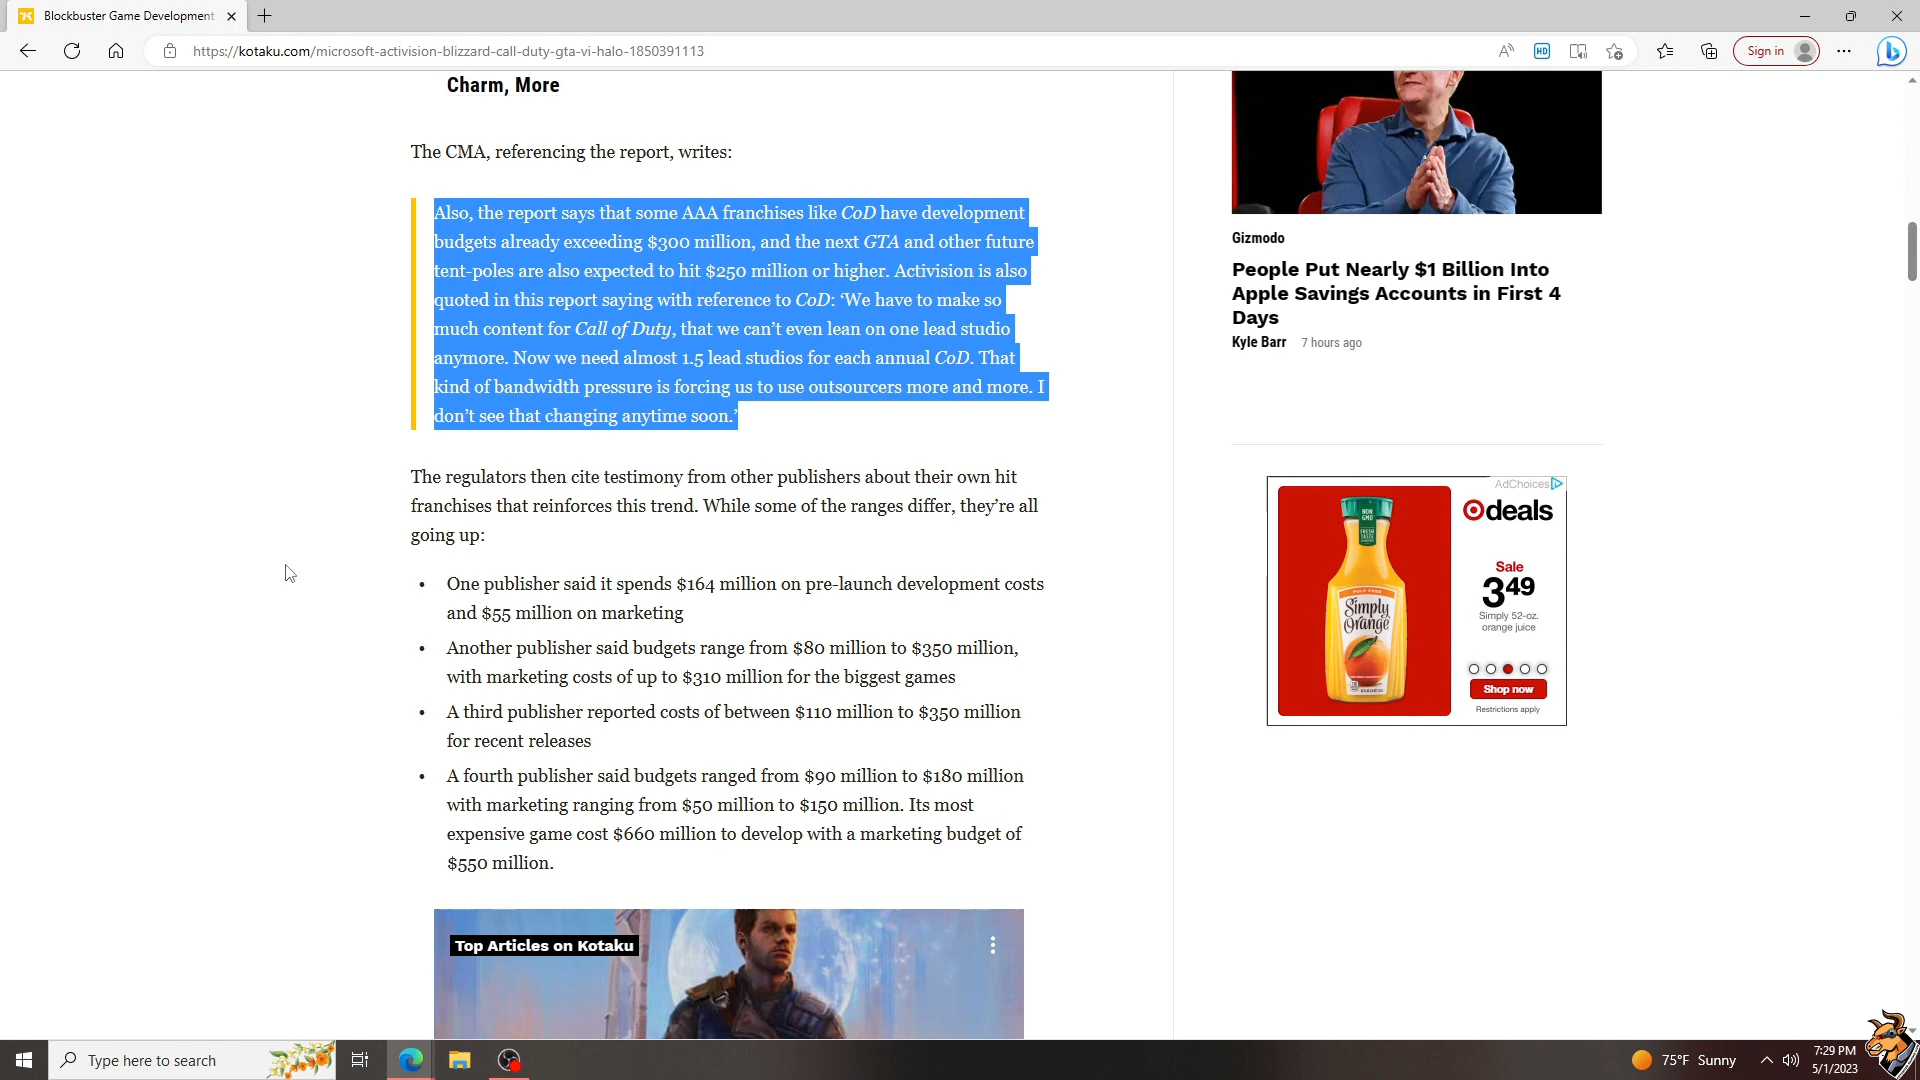 Blockbuster Game Development
https://kotaku.com/microsoft-activision-blizzard-call-duty-gta-vi-halo-1850391113
HD
Sign in
Charm, More
The CMA, referencing the report, writes:
Also, the report says that some AAA franchises like CoD have development
budgets already exceeding $300 million, and the next GTA and other future
tent-poles are also expected to hit $250 million or higher. Activision is also
quoted in this report saying with reference to CoD: ‘We have to make so
much content for Call of Duty, that we can’t even lean on one lead studio
anymore. Now we need almost 1.5 lead studios for each annual CoD. That
kind of bandwidth pressure is forcing us to use outsourcers more and more. I
don’t see that changing anytime soon.’
The regulators then cite testimony from other publishers about their own hit
franchises that reinforces this trend. While some of the ranges differ, they’re all
going up:
• One publisher said it spends $164 million on pre-launch development costs
and $55 million on marketing
• Another publisher said budgets range from $80 million to $350 million,
with marketing costs of up to $310 million for the biggest games
• A third publisher reported costs of between $110 million to $350 million
for recent releases
• A fourth publisher said budgets ranged from $90 million to $180 million
with marketing ranging from $50 million to $150 million. Its most
expensive game cost $660 million to develop with a marketing budget of
$550 million.
Top Articles on Kotaku
Gizmodo
People Put Nearly $1 Billion Into
Apple Savings Accounts in First 4
Days
Kyle Barr 7 hours ago
AdChoices
deals
Sale
3 49
Simply 52-oz.
orange juice
Shop now
Restrictions apply
NON
GMO
FRESH
TASTE
PULP FREE
Simply
Orange
Type here to search
75°F Sunny
7:29 PM
5/1/2023